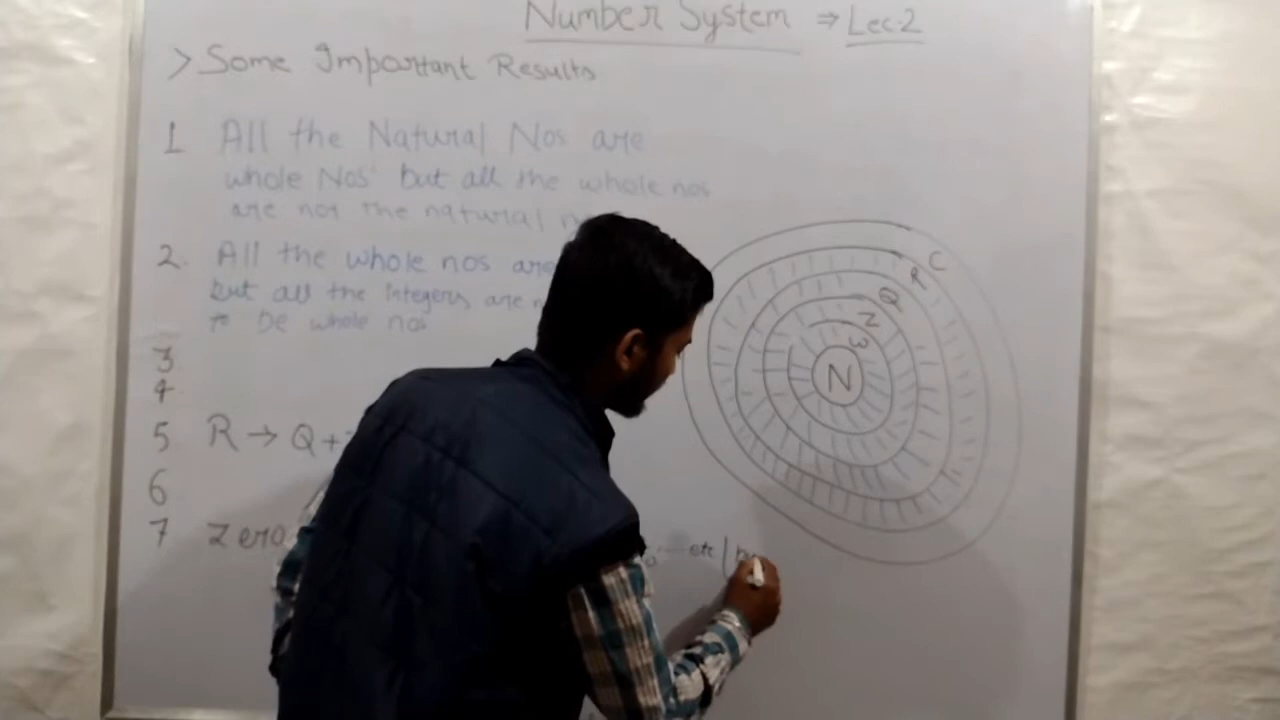 Number System ⇒ Lec-2
> Some Important Results
1 All the Natural Nos are
whole Nos but all the whole nos
are not the natural
2. All the whole nos are
but all the integers are
to be whole nos
3
4
5 R → Q +
6
7 Zero
etc |
C
R
Q
Z
W
N